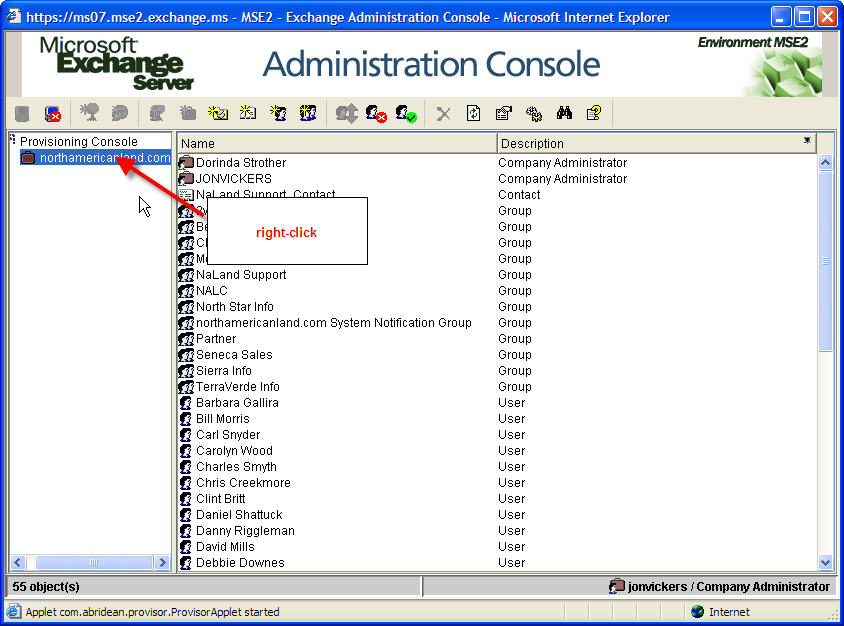 https://ms07.mse2.exchange.ms - MSE2 - Exchange Administration Console - Microsoft Internet Explorer
Microsoft
Exchange
Server
Administration Console
Environment MSE2
Provisioning Console
northamericanland.com
Name Description
Dorinda Strother Company Administrator
JONVICKERS Company Administrator
NaLand Support Contact Contact
Group
Group
Group
Group
right-click
NaLand Support Group
NALC Group
North Star Info Group
northamericanland.com System Notification Group Group
Partner Group
Seneca Sales Group
Sierra Info Group
TerraVerde Info Group
Barbara Gallira User
Bill Morris User
Carl Snyder User
Carolyn Wood User
Charles Smyth User
Chris Creekmore User
Clint Britt User
Daniel Shattuck User
Danny Riggleman User
David Mills User
Debbie Downes User
55 object(s)
jonvickers / Company Administrator
Applet com.abridean.provisor.ProvisorApplet started
Internet